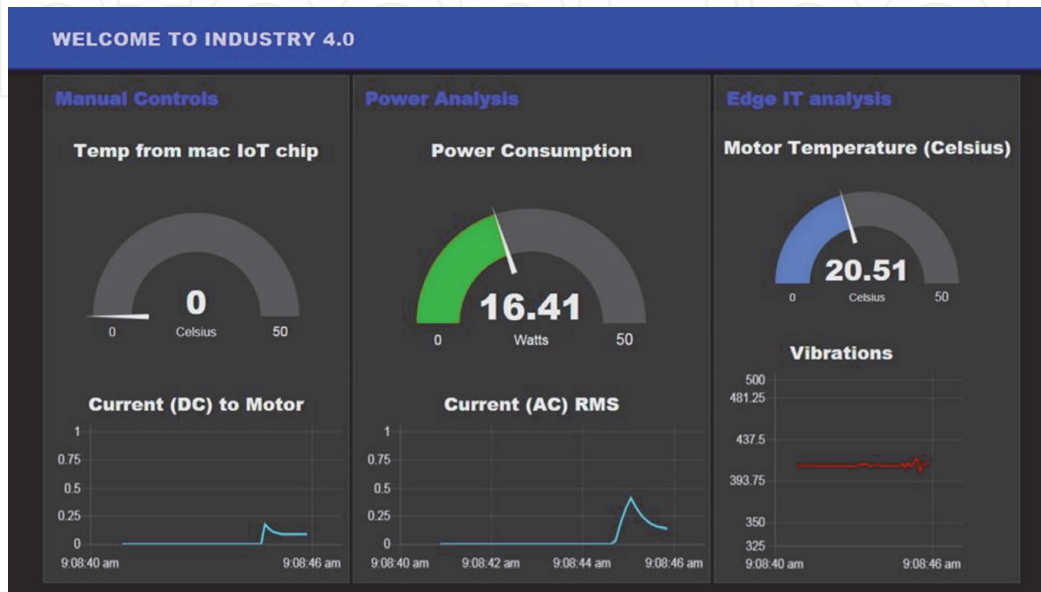 WELCOME TO INDUSTRY 4.0
Manual Controls
Temp from mac IoT chip
0
Celsius
0
50
Current (DC) to Motor
1
0.75
0.5
0.25
0
9:08:40 am
9:08:46 am
Power Analysis
Power Consumption
16.41
Watts
0
50
Current (AC) RMS
1
0.75
0.5
0.25
0
9:08:40 am
9:08:42 am
9:08:44 am
9:08:46 am
Edge IT analysis
Motor Temperature (Celsius)
20.51
Celsius
0
50
Vibrations
500
481.25
437.5
393.75
350
325
9:08:40 am
9:08:46 am